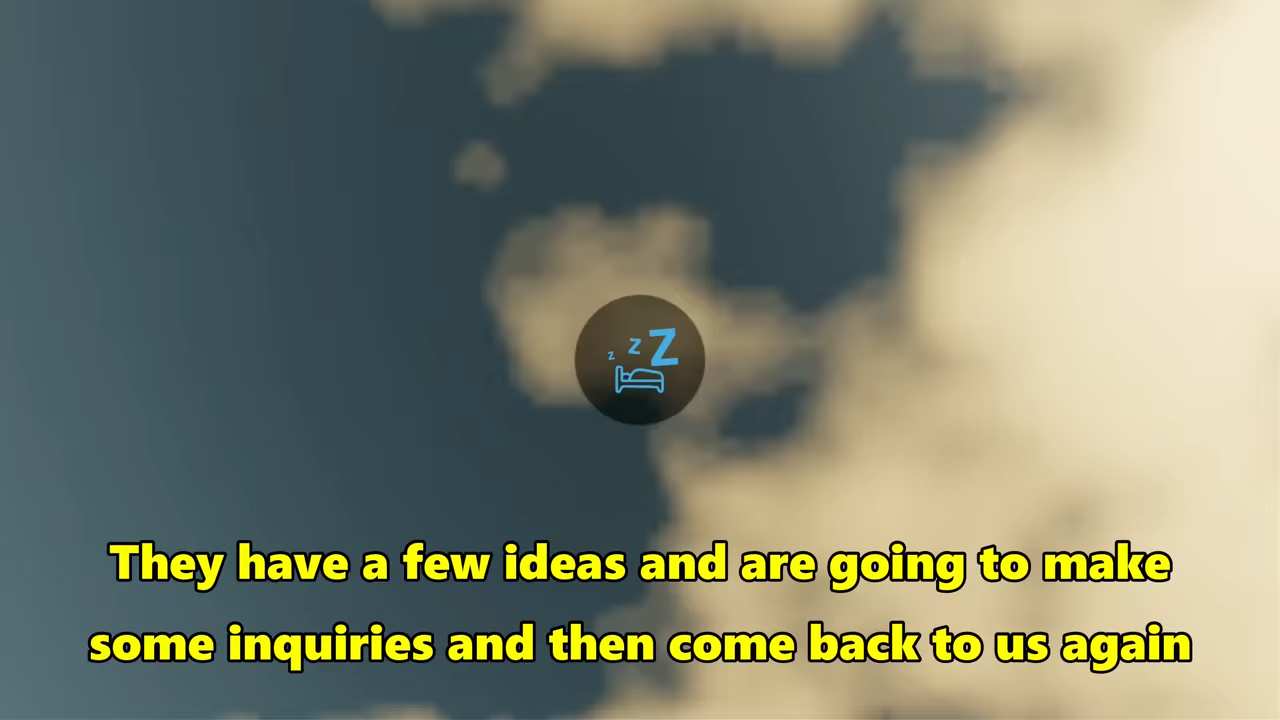 z z Z
They have a few ideas and are going to make
some inquiries and then come back to us again